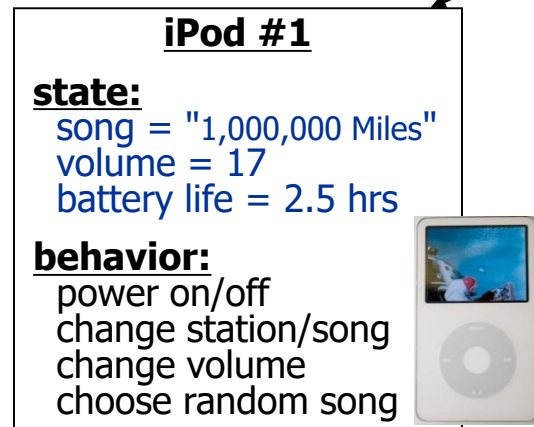 iPod #1
state:
song = "1,000,000 Miles"
volume = 17
battery life = 2.5 hrs
behavior:
power on/off
change station/song
change volume
choose random song